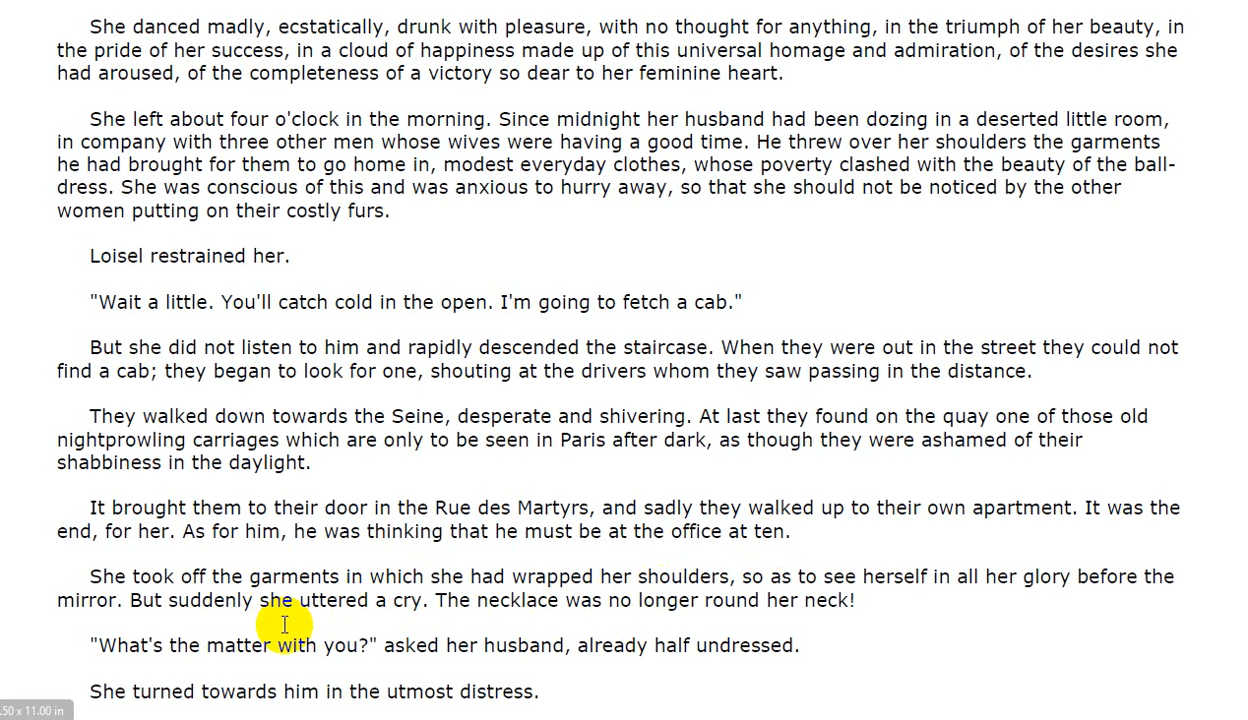 She danced madly, ecstatically, drunk with pleasure, with no thought for anything, in the triumph of her beauty, in
the pride of her success, in a cloud of happiness made up of this universal homage and admiration, of the desires she
had aroused, of the completeness of a victory so dear to her feminine heart.
She left about four o'clock in the morning. Since midnight her husband had been dozing in a deserted little room,
in company with three other men whose wives were having a good time. He threw over her shoulders the garments
he had brought for them to go home in, modest everyday clothes, whose poverty clashed with the beauty of the ball-
dress. She was conscious of this and was anxious to hurry away, so that she should not be noticed by the other
women putting on their costly furs.
Loisel restrained her.
"Wait a little. You'll catch cold in the open. I'm going to fetch a cab."
But she did not listen to him and rapidly descended the staircase. When they were out in the street they could not
find a cab; they began to look for one, shouting at the drivers whom they saw passing in the distance.
They walked down towards the Seine, desperate and shivering. At last they found on the quay one of those old
nightprowling carriages which are only to be seen in Paris after dark, as though they were ashamed of their
shabbiness in the daylight.
It brought them to their door in the Rue des Martyrs, and sadly they walked up to their own apartment. It was the
end, for her. As for him, he was thinking that he must be at the office at ten.
She took off the garments in which she had wrapped her shoulders, so as to see herself in all her glory before the
mirror. But suddenly she uttered a cry. The necklace was no longer round her neck!
"What's the matter with you?" asked her husband, already half undressed.
She turned towards him in the utmost distress.
.50 x 11.00 in